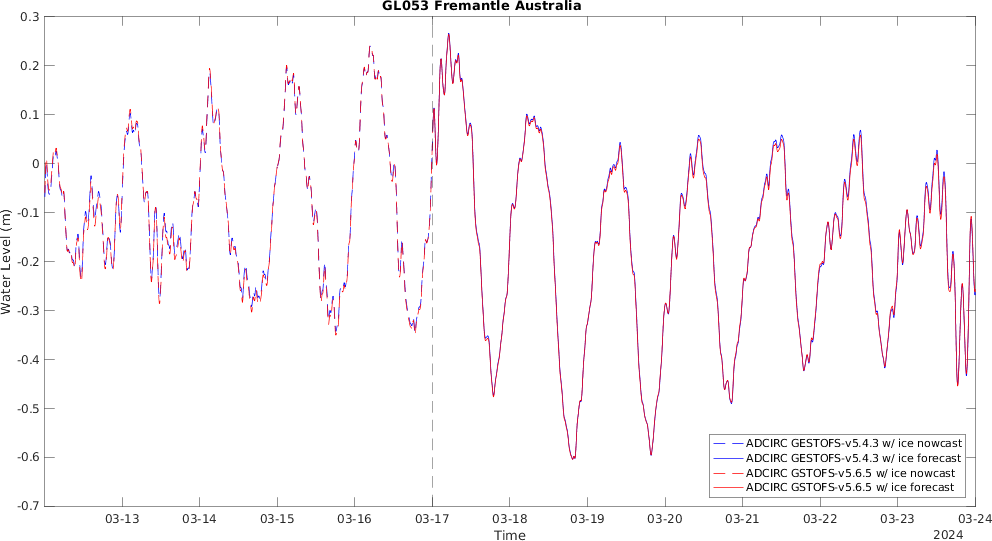 GL053 Fremantle Australia
0.3
0.2
0.1
0
-0.1
-0.2
-0.3
-0.4
-0.5
-0.6
-0.7
Water Level (m)
ADCIRC GESTOFS-v5.4.3 w/ ice nowcast
ADCIRC GESTOFS-v5.4.3 w/ ice forecast
ADCIRC GSTOFS-v5.6.5 w/ ice nowcast
ADCIRC GSTOFS-v5.6.5 w/ ice forecast
03-13 03-14 03-15 03-16 03-17 03-18 03-19 03-20 03-21 03-22 03-23 03-24
Time
2024